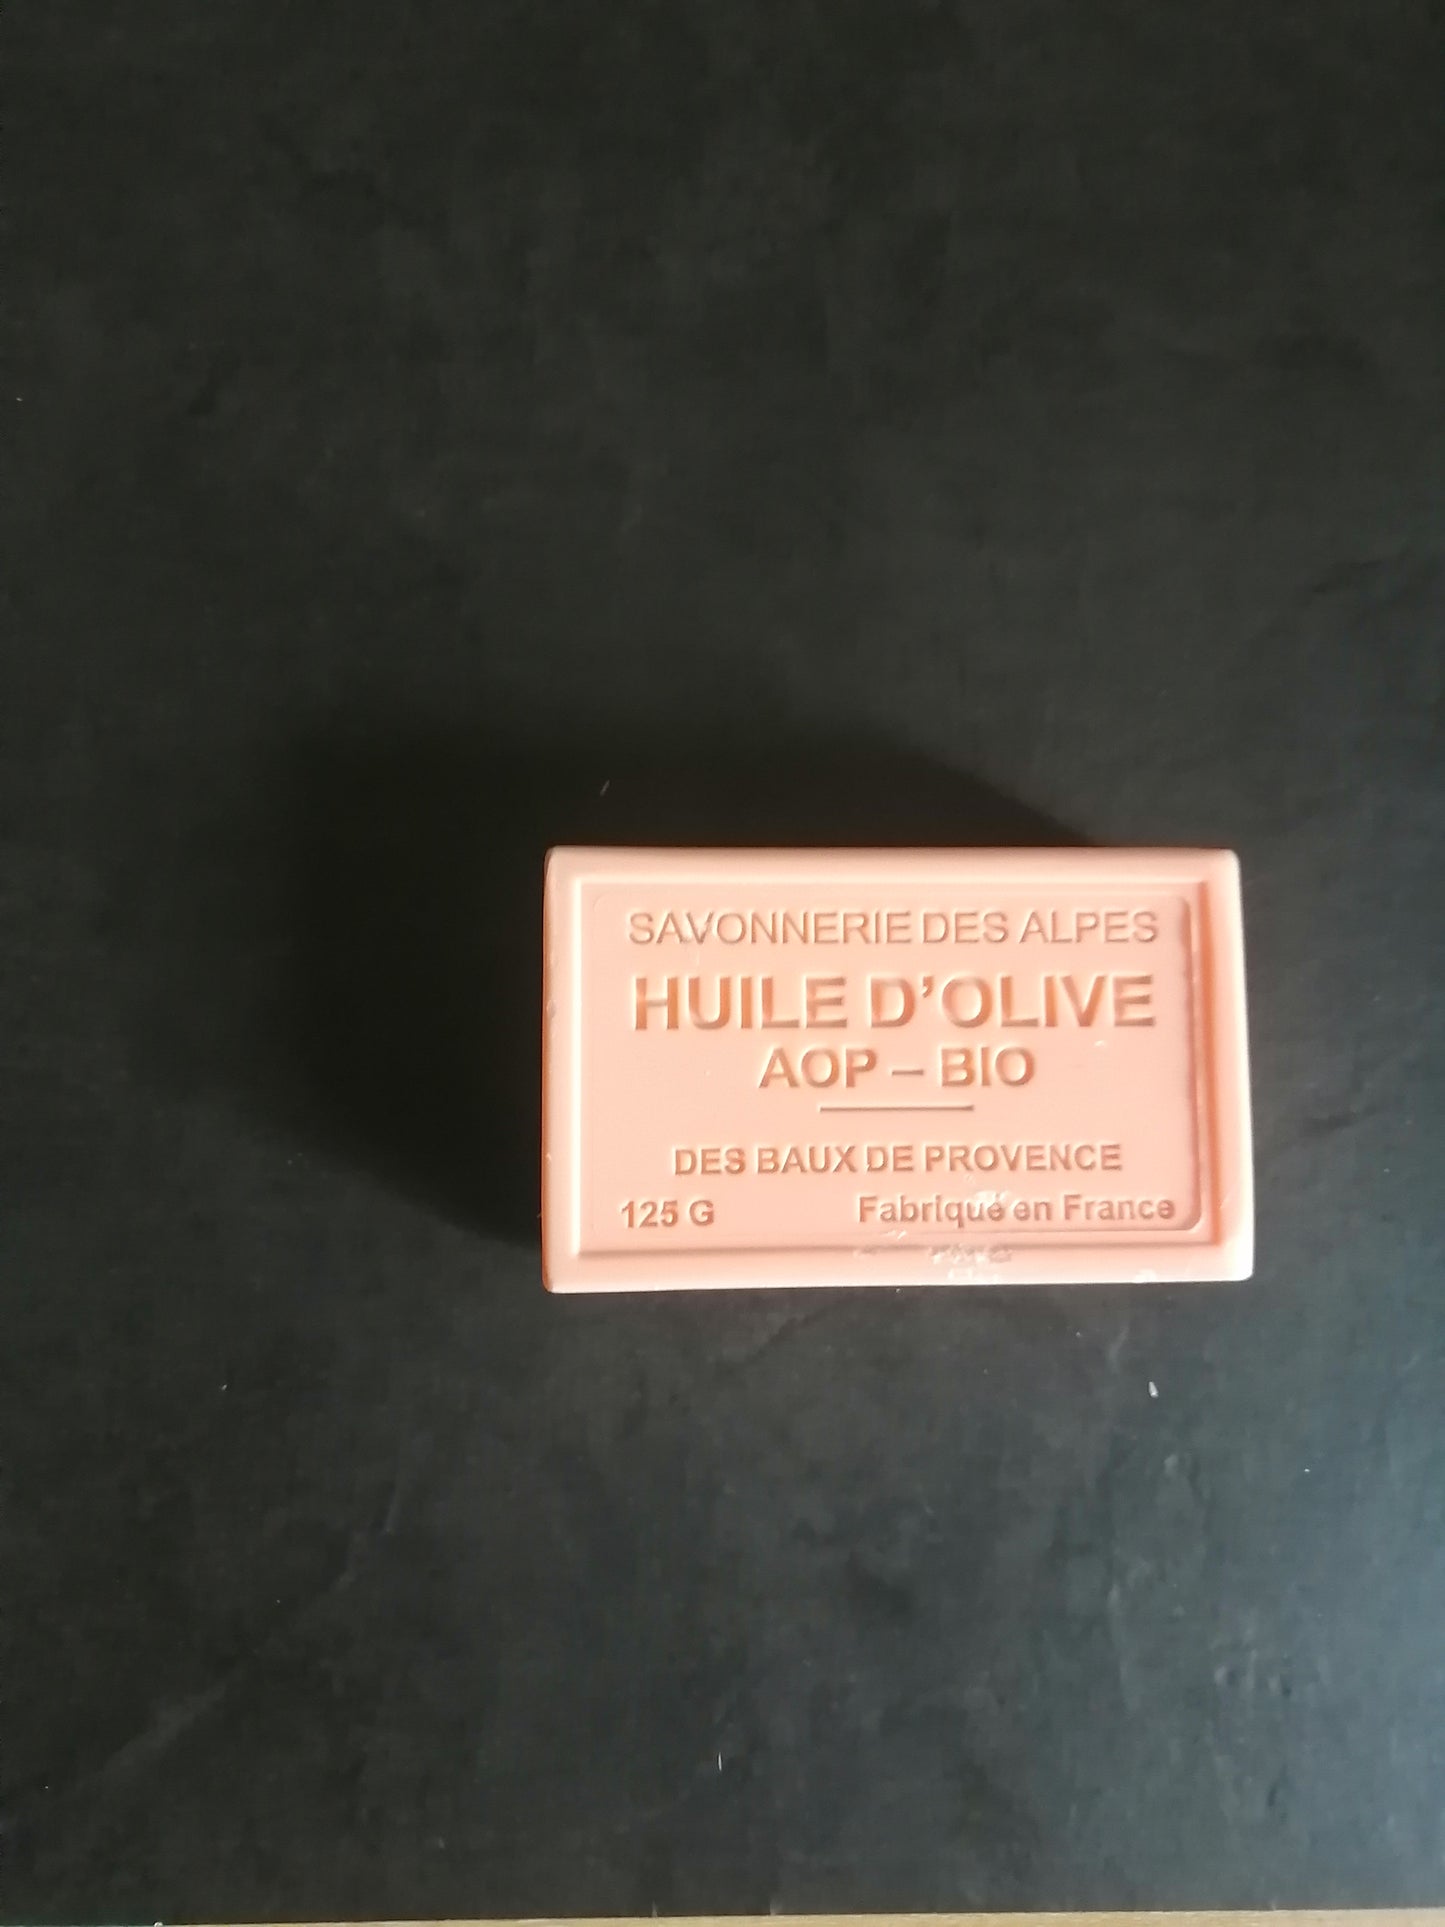 SAVONNERIE DES ALPES
HUILE D'OLIVE
AOP – BIO
DES BAUX DE PROVENCE
125 G Fabriqué en France